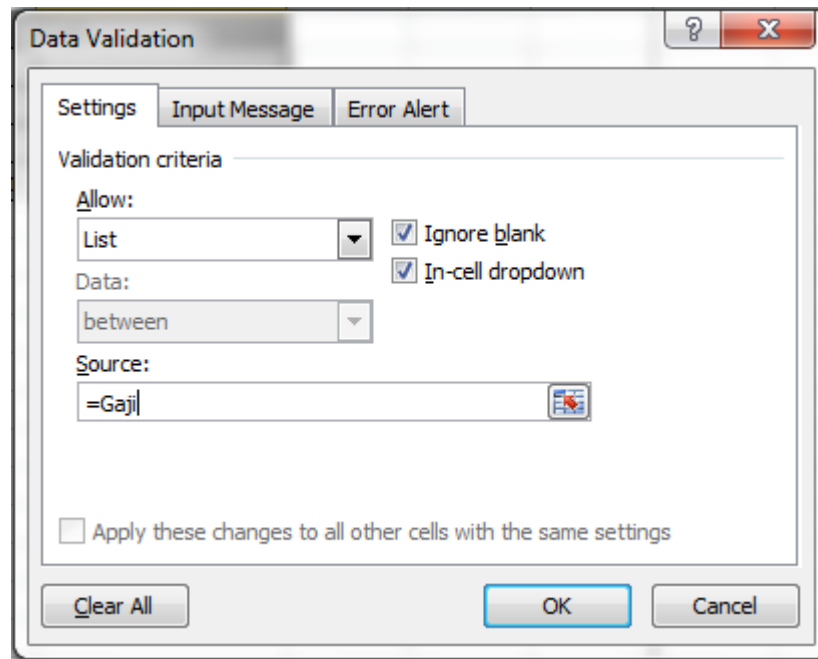 Data Validation
Settings Input Message Error Alert
Validation criteria
Allow:
List Ignore blank
In-cell dropdown
Data:
between
Source:
=Gaji
Apply these changes to all other cells with the same settings
Clear All OK Cancel